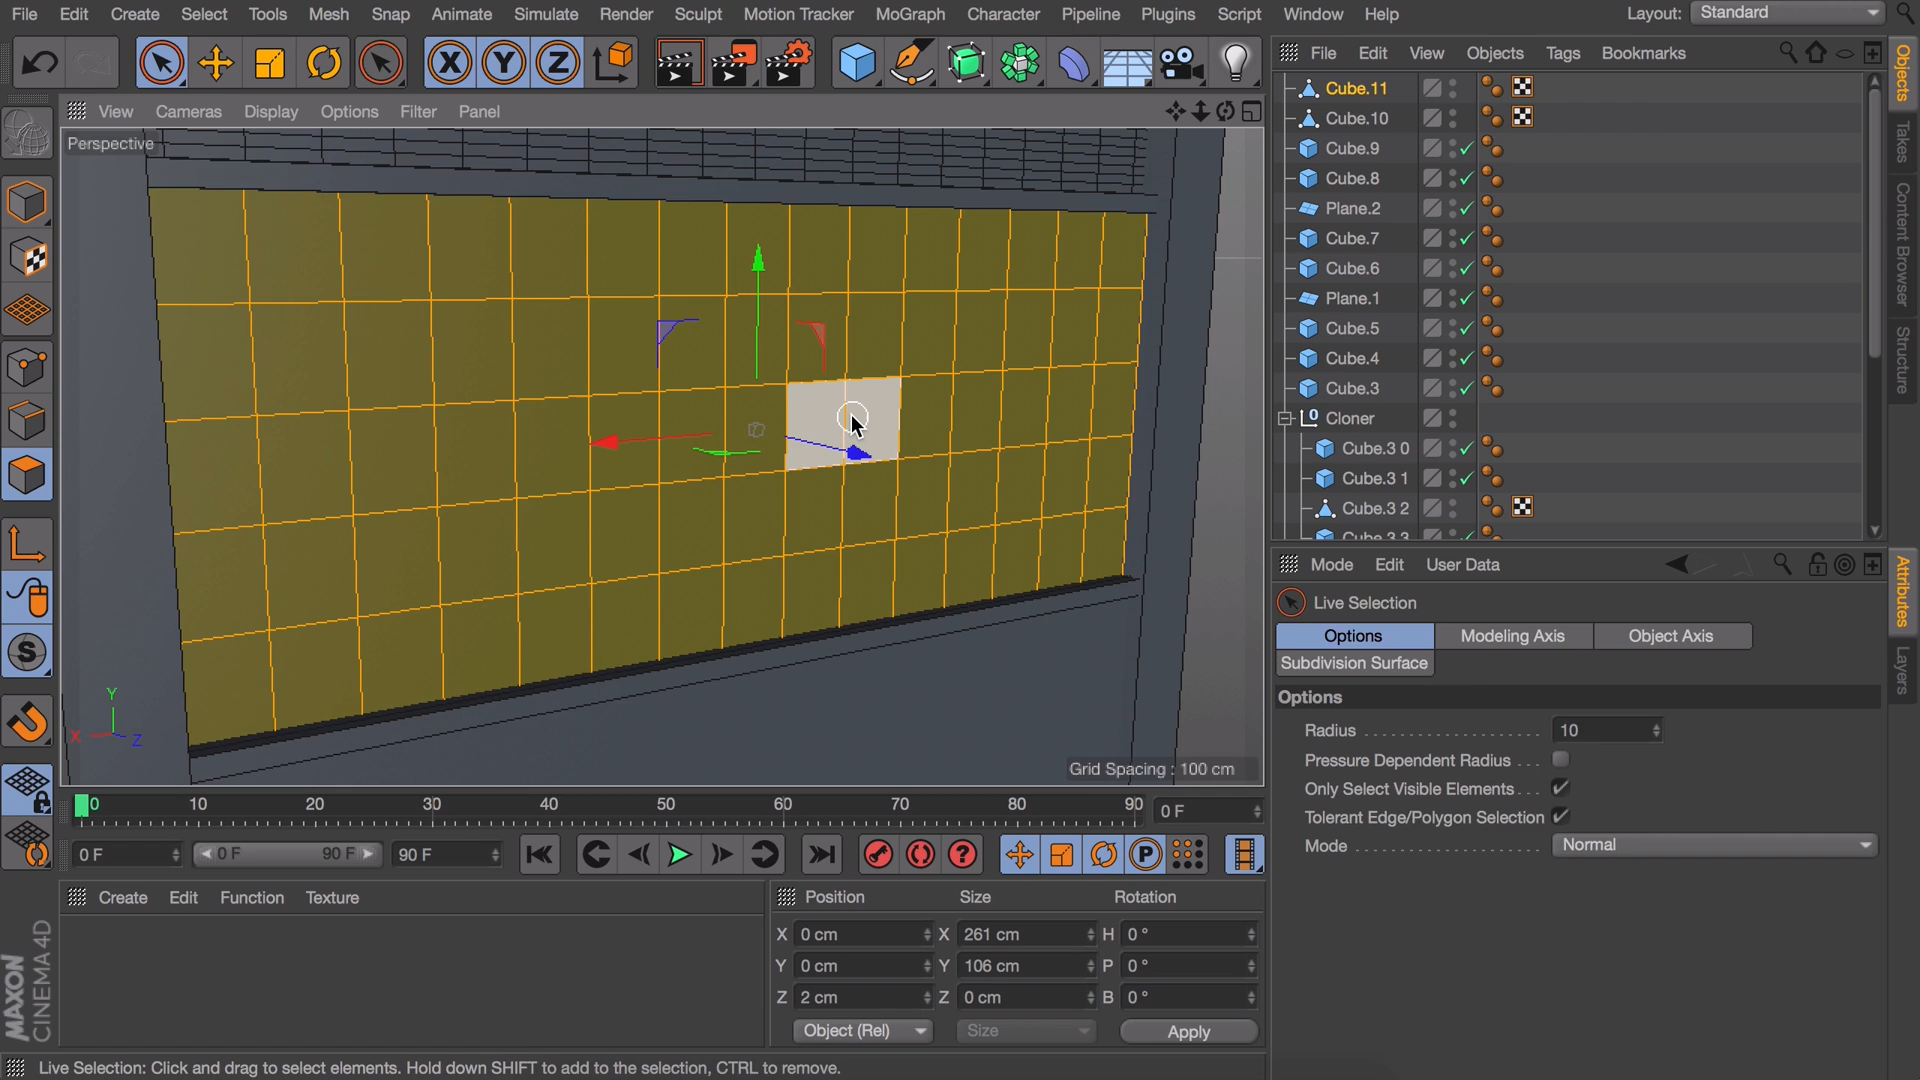 File Edit Create Select Tools Mesh Snap Animate Simulate Render Sculpt Motion Tracker MoGraph Character Pipeline Plugins Script Window Help Layout: Standard
X Y Z
File Edit View Objects Tags Bookmarks
View Cameras Display Options Filter Panel
Perspective
Cube.11
Cube.10
Cube.9
Cube.8
Plane.2
Cube.7
Cube.6
Plane.1
Cube.5
Cube.4
Cube.3
Cloner
Cube.3 0
Cube.3 1
Cube.3 2
Cube.3 3
Objects
Takes
Content Browser
Structure
Mode Edit User Data
Live Selection
Options Modeling Axis Object Axis
Subdivision Surface
Options
Radius 10
Pressure Dependent Radius
Only Select Visible Elements
Tolerant Edge/Polygon Selection
Mode Normal
Attributes
Layers
S
Y
X Z
Grid Spacing : 100 cm
0 10 20 30 40 50 60 70 80 90 0 F
0 F 0 F 90 F 90 F ? P
Create Edit Function Texture
Position Size Rotation
X 0 cm X 261 cm H 0 °
Y 0 cm Y 106 cm P 0 °
Z 2 cm Z 0 cm B 0 °
Object (Rel) Size Apply
MAXON
CINEMA 4D
Live Selection: Click and drag to select elements. Hold down SHIFT to add to the selection, CTRL to remove.